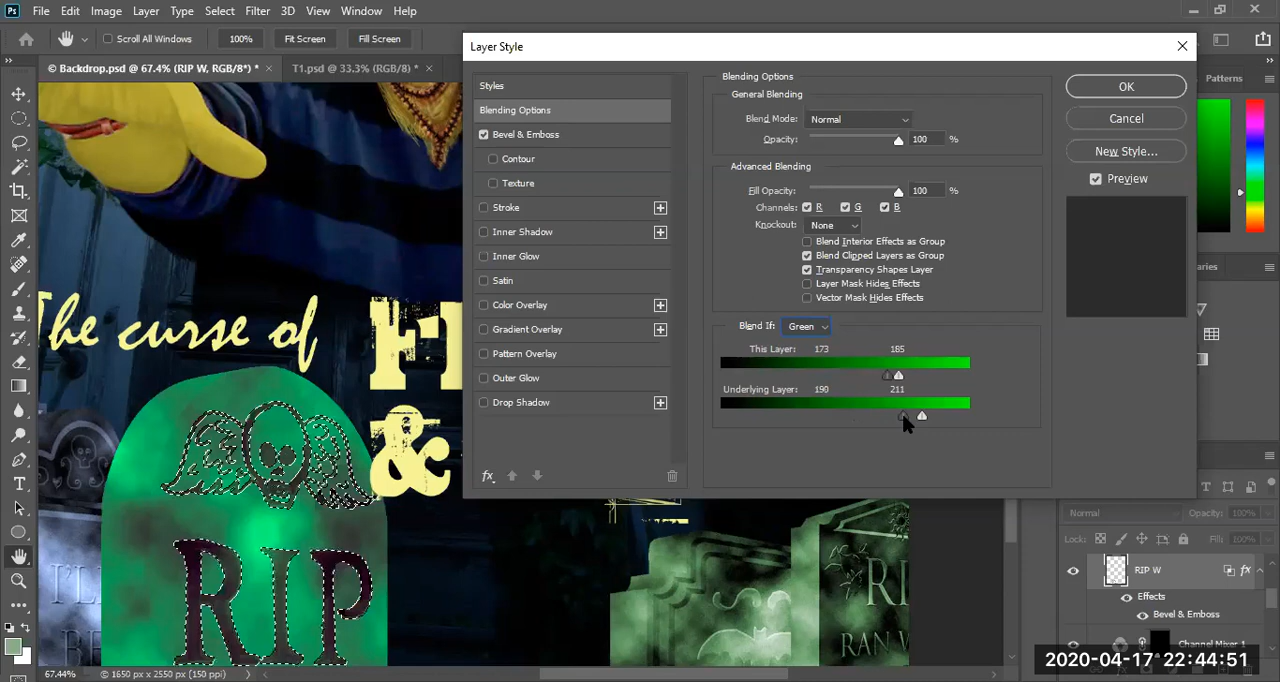 Ps File Edit Image Layer Type Select Filter 3D View Window Help
Scroll All Windows 100% Fit Screen Fill Screen
© Backdrop.psd @ 67.4% (RIP W, RGB/8*) * × T1.psd @ 33.3% (RGB/8) * ×
Layer Style
Styles
Blending Options
Bevel & Emboss
Contour
Texture
Stroke
Inner Shadow
Inner Glow
Satin
Color Overlay
Gradient Overlay
Pattern Overlay
Outer Glow
Drop Shadow
fx
Blending Options
General Blending
Blend Mode: Normal
Opacity: 100 %
Advanced Blending
Fill Opacity: 100 %
Channels: R G B
Knockout: None
Blend Interior Effects as Group
Blend Clipped Layers as Group
Transparency Shapes Layer
Layer Mask Hides Effects
Vector Mask Hides Effects
Blend If: Green
This Layer: 173 185
Underlying Layer: 190 211
OK
Cancel
New Style...
Preview
Patterns
The curse of
&
RIP
RAN
Normal Opacity: 100%
Lock: Fill: 100%
RIP W fx
Effects
Bevel & Emboss
Channel Mixer 1
67.44% © 1650 px x 2550 px (150 ppi)
2020-04-17 22:44:51